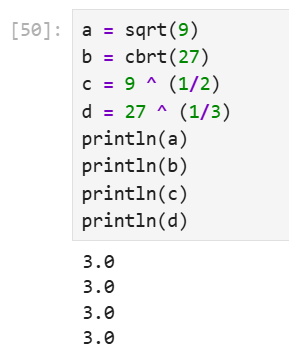 [50]: a = sqrt(9)
b = cbrt(27)
c = 9 ^ (1/2)
d = 27 ^ (1/3)
println(a)
println(b)
println(c)
println(d)
3.0
3.0
3.0
3.0